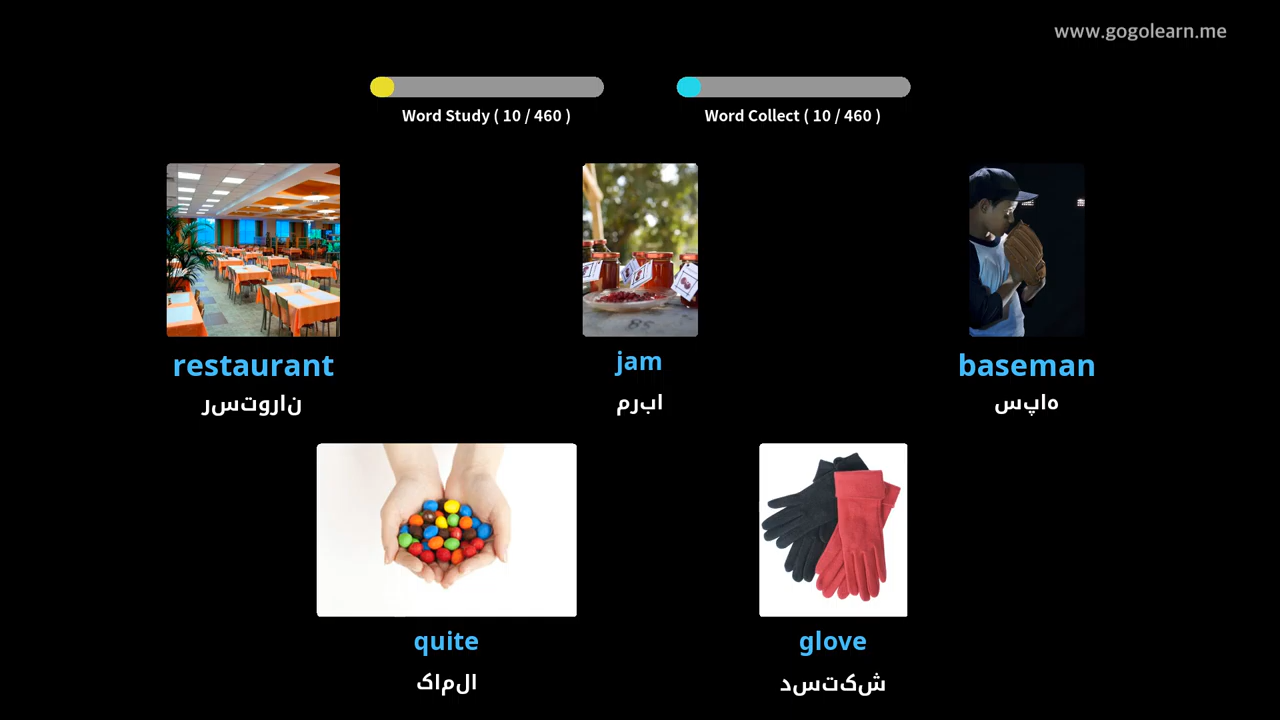 www.gogolearn.me
Word Study ( 10 / 460 )
Word Collect ( 10 / 460 )
restaurant
ناروتسر
jam
ابرم
baseman
هاپس
quite
الماک
glove
شکتسد